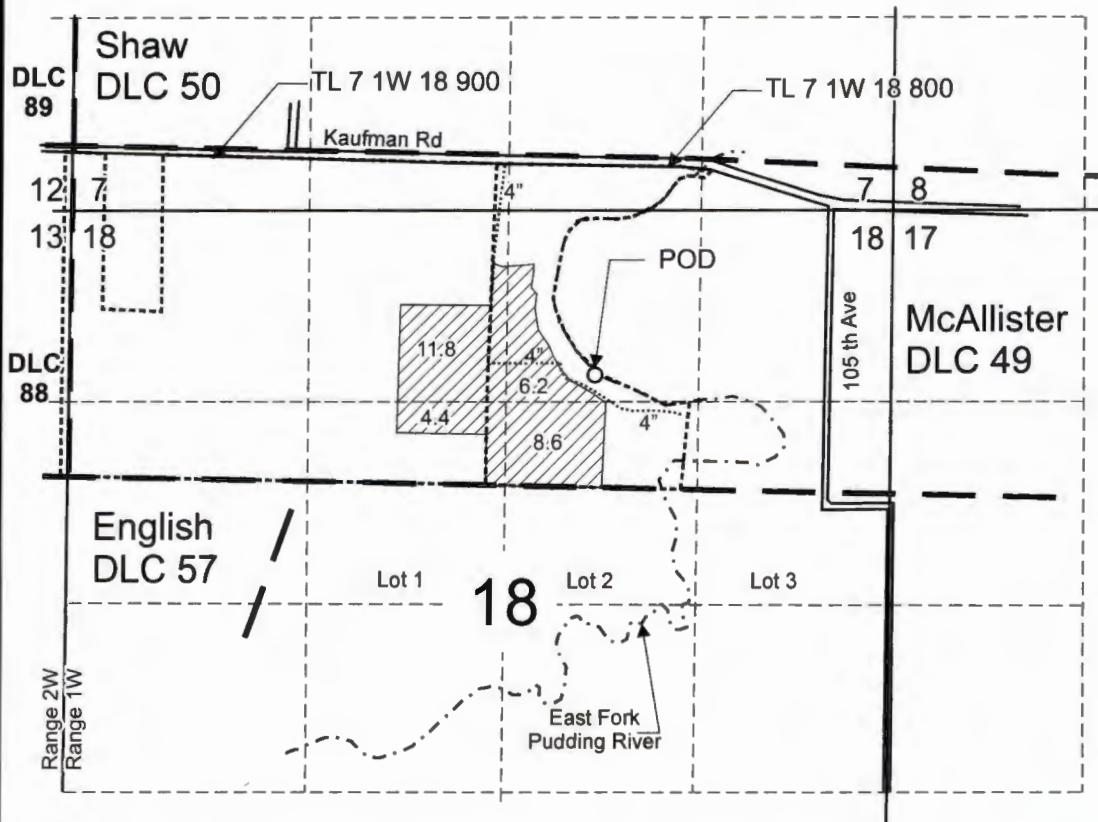 Shaw
DLC 50
DLC
89
TL 7 1W 18 900
TL 7 1W 18 800
Kaufman Rd
12 7
7 8
4"
13 18
18 17
POD
McAllister
DLC 49
105 th Ave
11.8
4"
DLC
88
6.2
4.4
4"
8.6
English
DLC 57
Lot 1
Lot 2
Lot 3
18
Range 2W
Range 1W
East Fork
Pudding River